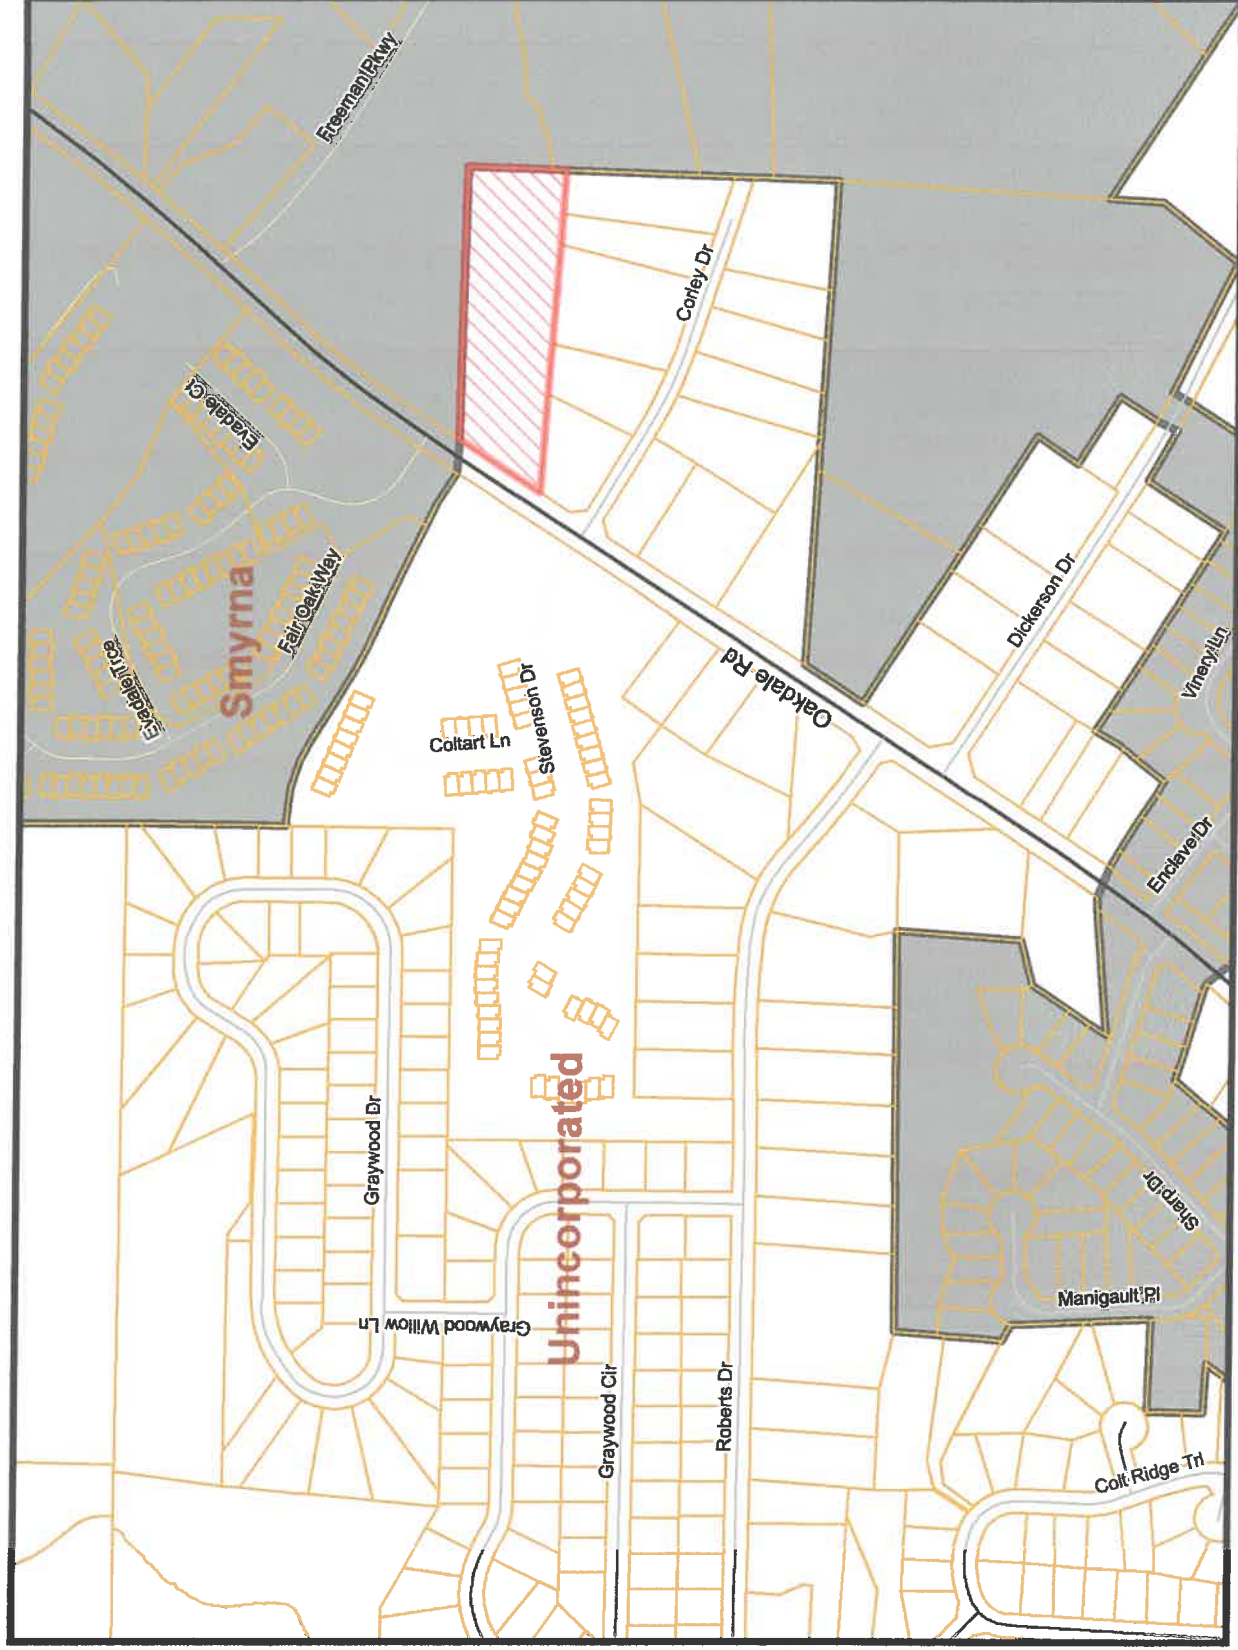 Freeman Pkwy
Evadale Ct
Smyrna
Fair Oak Way
Evadale Trce
Corley Dr
Coltart Ln
Stevenson Dr
Oakdale Rd
Dickerson Dr
Vinery Ln
Enclave Dr
Graywood Dr
Unincorporated
Graywood Willow Ln
Graywood Cir
Roberts Dr
Sharp Dr
Manigault Pl
Colt Ridge Trl